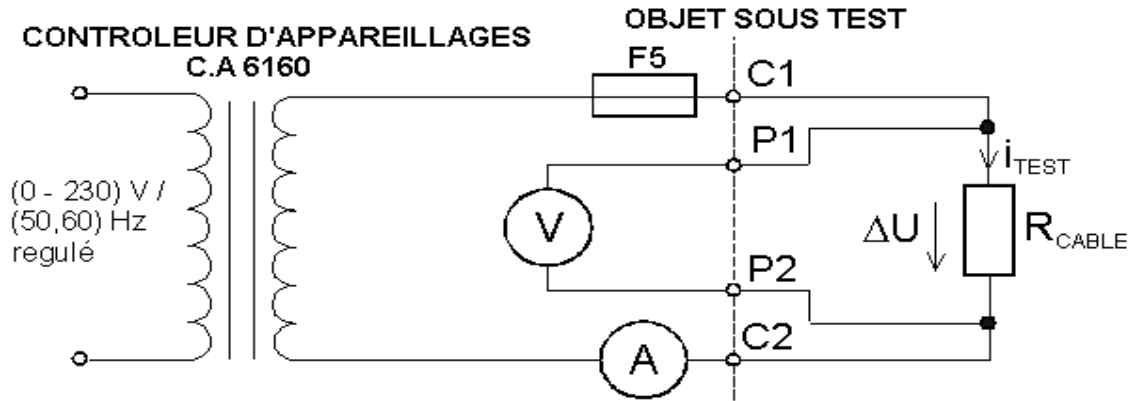 OBJET SOUS TEST
CONTROLEUR D'APPAREILLAGES
C.A 6160
F5
C1
P1
i TEST
(0 - 230) V /
(50,60) Hz
regulé
V
ΔU
R CABLE
P2
C2
A